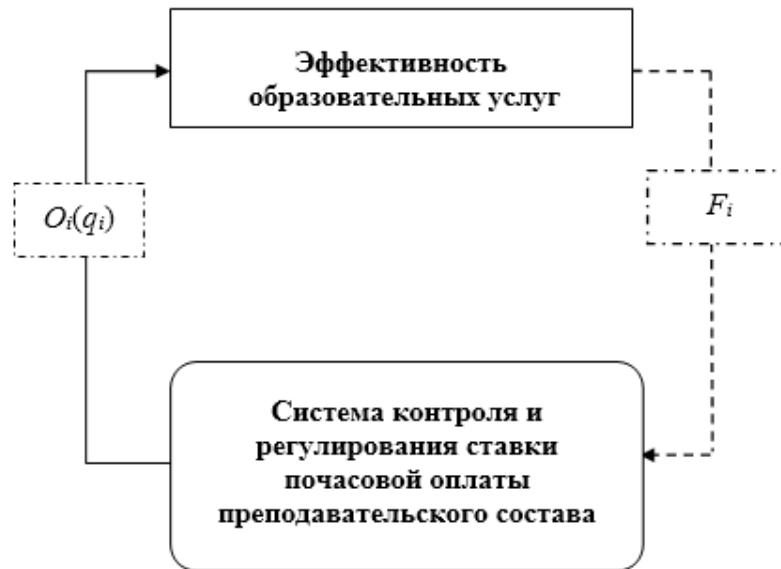 Эффективность
образовательных услуг
Oᵢ(qᵢ)
Fᵢ
Система контроля и
регулирования ставки
почасовой оплаты
преподавательского состава